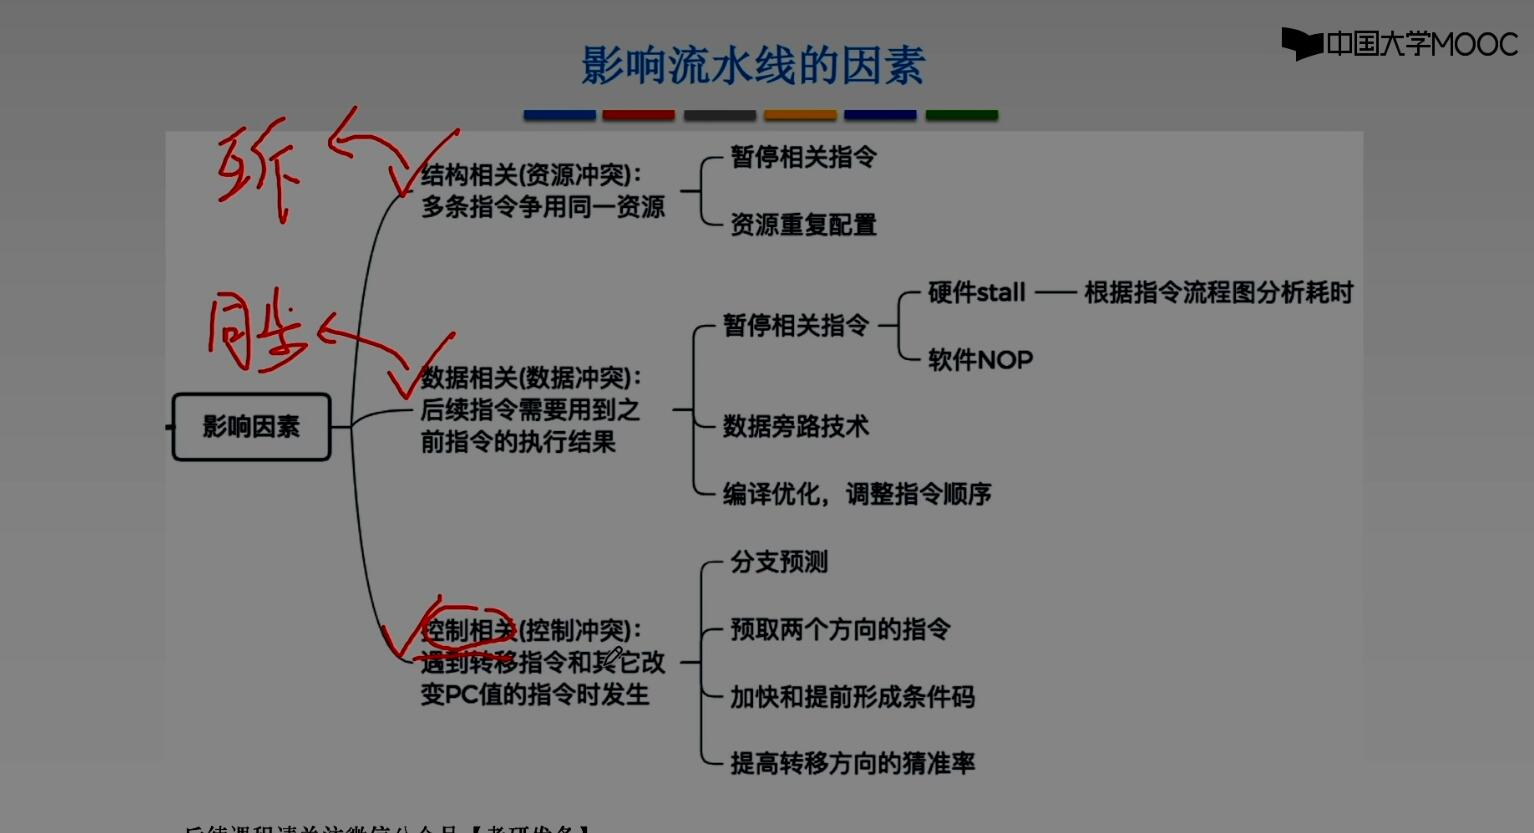 中国大学MOOC
影响流水线的因素
互斥
结构相关(资源冲突)：
多条指令争用同一资源
暂停相关指令
资源重复配置
同步
数据相关(数据冲突)：
后续指令需要用到之
前指令的执行结果
暂停相关指令
硬件stall
根据指令流程图分析耗时
软件NOP
数据旁路技术
编译优化，调整指令顺序
影响因素
控制相关(控制冲突)：
遇到转移指令和其它改
变PC值的指令时发生
分支预测
预取两个方向的指令
加快和提前形成条件码
提高转移方向的猜准率